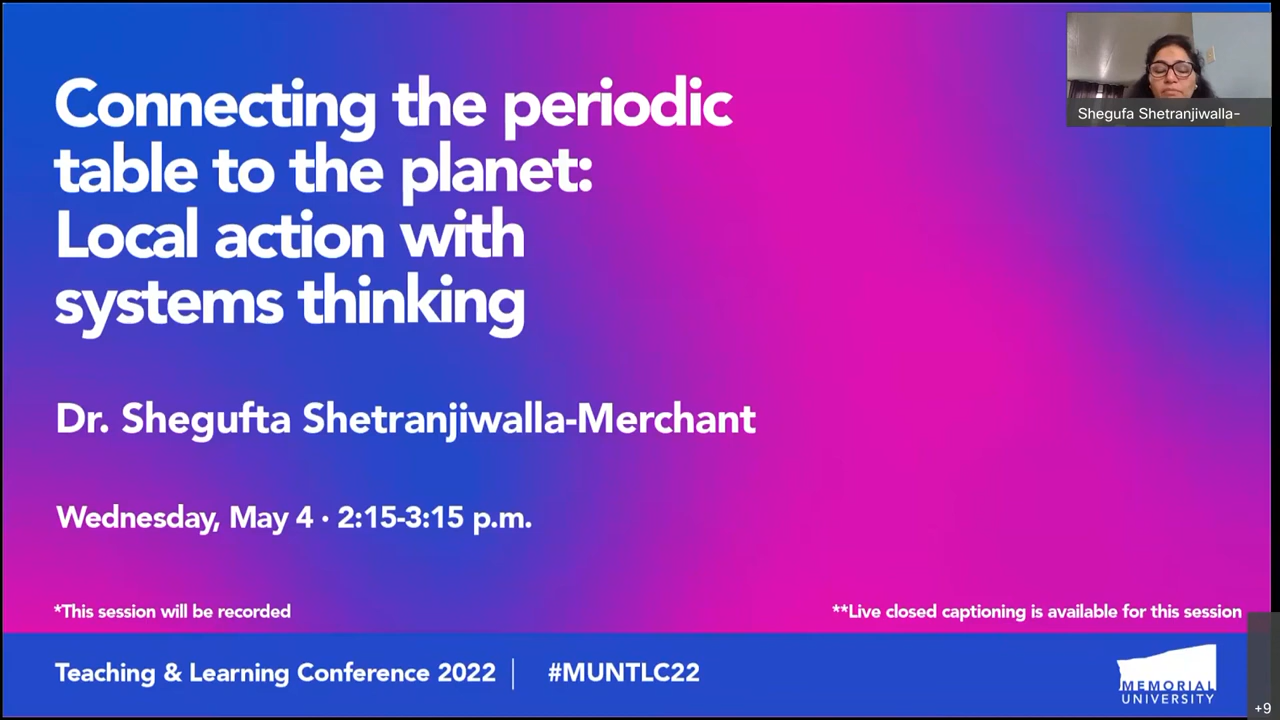 Connecting the periodic
table to the planet:
Local action with
systems thinking
Shegufa Shetranjiwalla-
Dr. Shegufta Shetranjiwalla-Merchant
Wednesday, May 4 · 2:15-3:15 p.m.
*This session will be recorded
**Live closed captioning is available for this session
Teaching & Learning Conference 2022 | #MUNTLC22
MEMORIAL
UNIVERSITY
+9